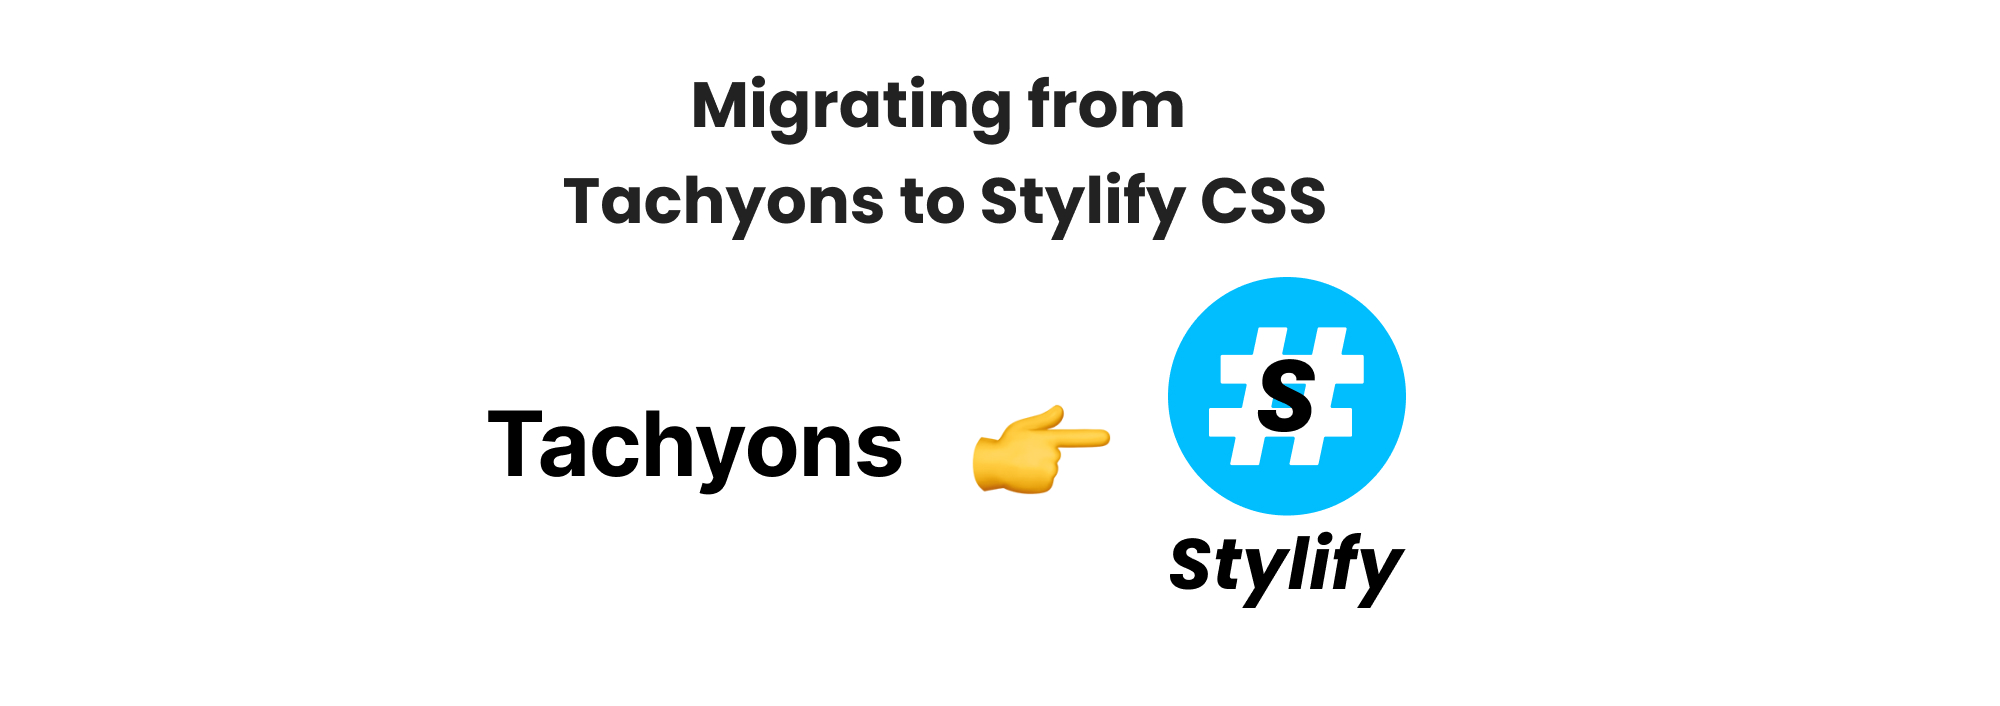 Migrating from
Tachyons to Stylify CSS
Tachyons
#
S
Stylify